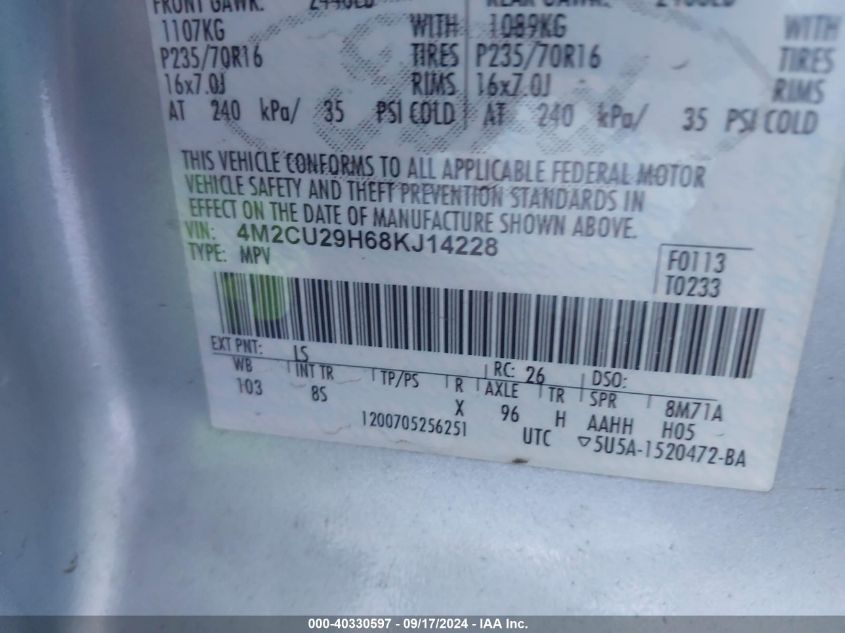 FRONT GAWR: 2440LB REAR GAWR:
1107KG WITH 1089KG WITH
P235/70R16 TIRES P235/70R16 TIRES
16x7.0J RIMS 16x7.0J RIMS
AT 240 kPa/ 35 PSI COLD AT 240 kPa/ 35 PSI COLD
THIS VEHICLE CONFORMS TO ALL APPLICABLE FEDERAL MOTOR
VEHICLE SAFETY AND THEFT PREVENTION STANDARDS IN
EFFECT ON THE DATE OF MANUFACTURE SHOWN ABOVE.
VIN: 4M2CU29H68KJ14228
TYPE: MPV
F0113
T0233
EXT PNT: LS RC: 26 DSO:
WB INT TR TP/PS R AXLE TR SPR 8M71A
103 8S X 96 H AAHH H05
1200705256251 UTC ▽5U5A-1520472-BA
000-40330597 - 09/17/2024 - IAA Inc.